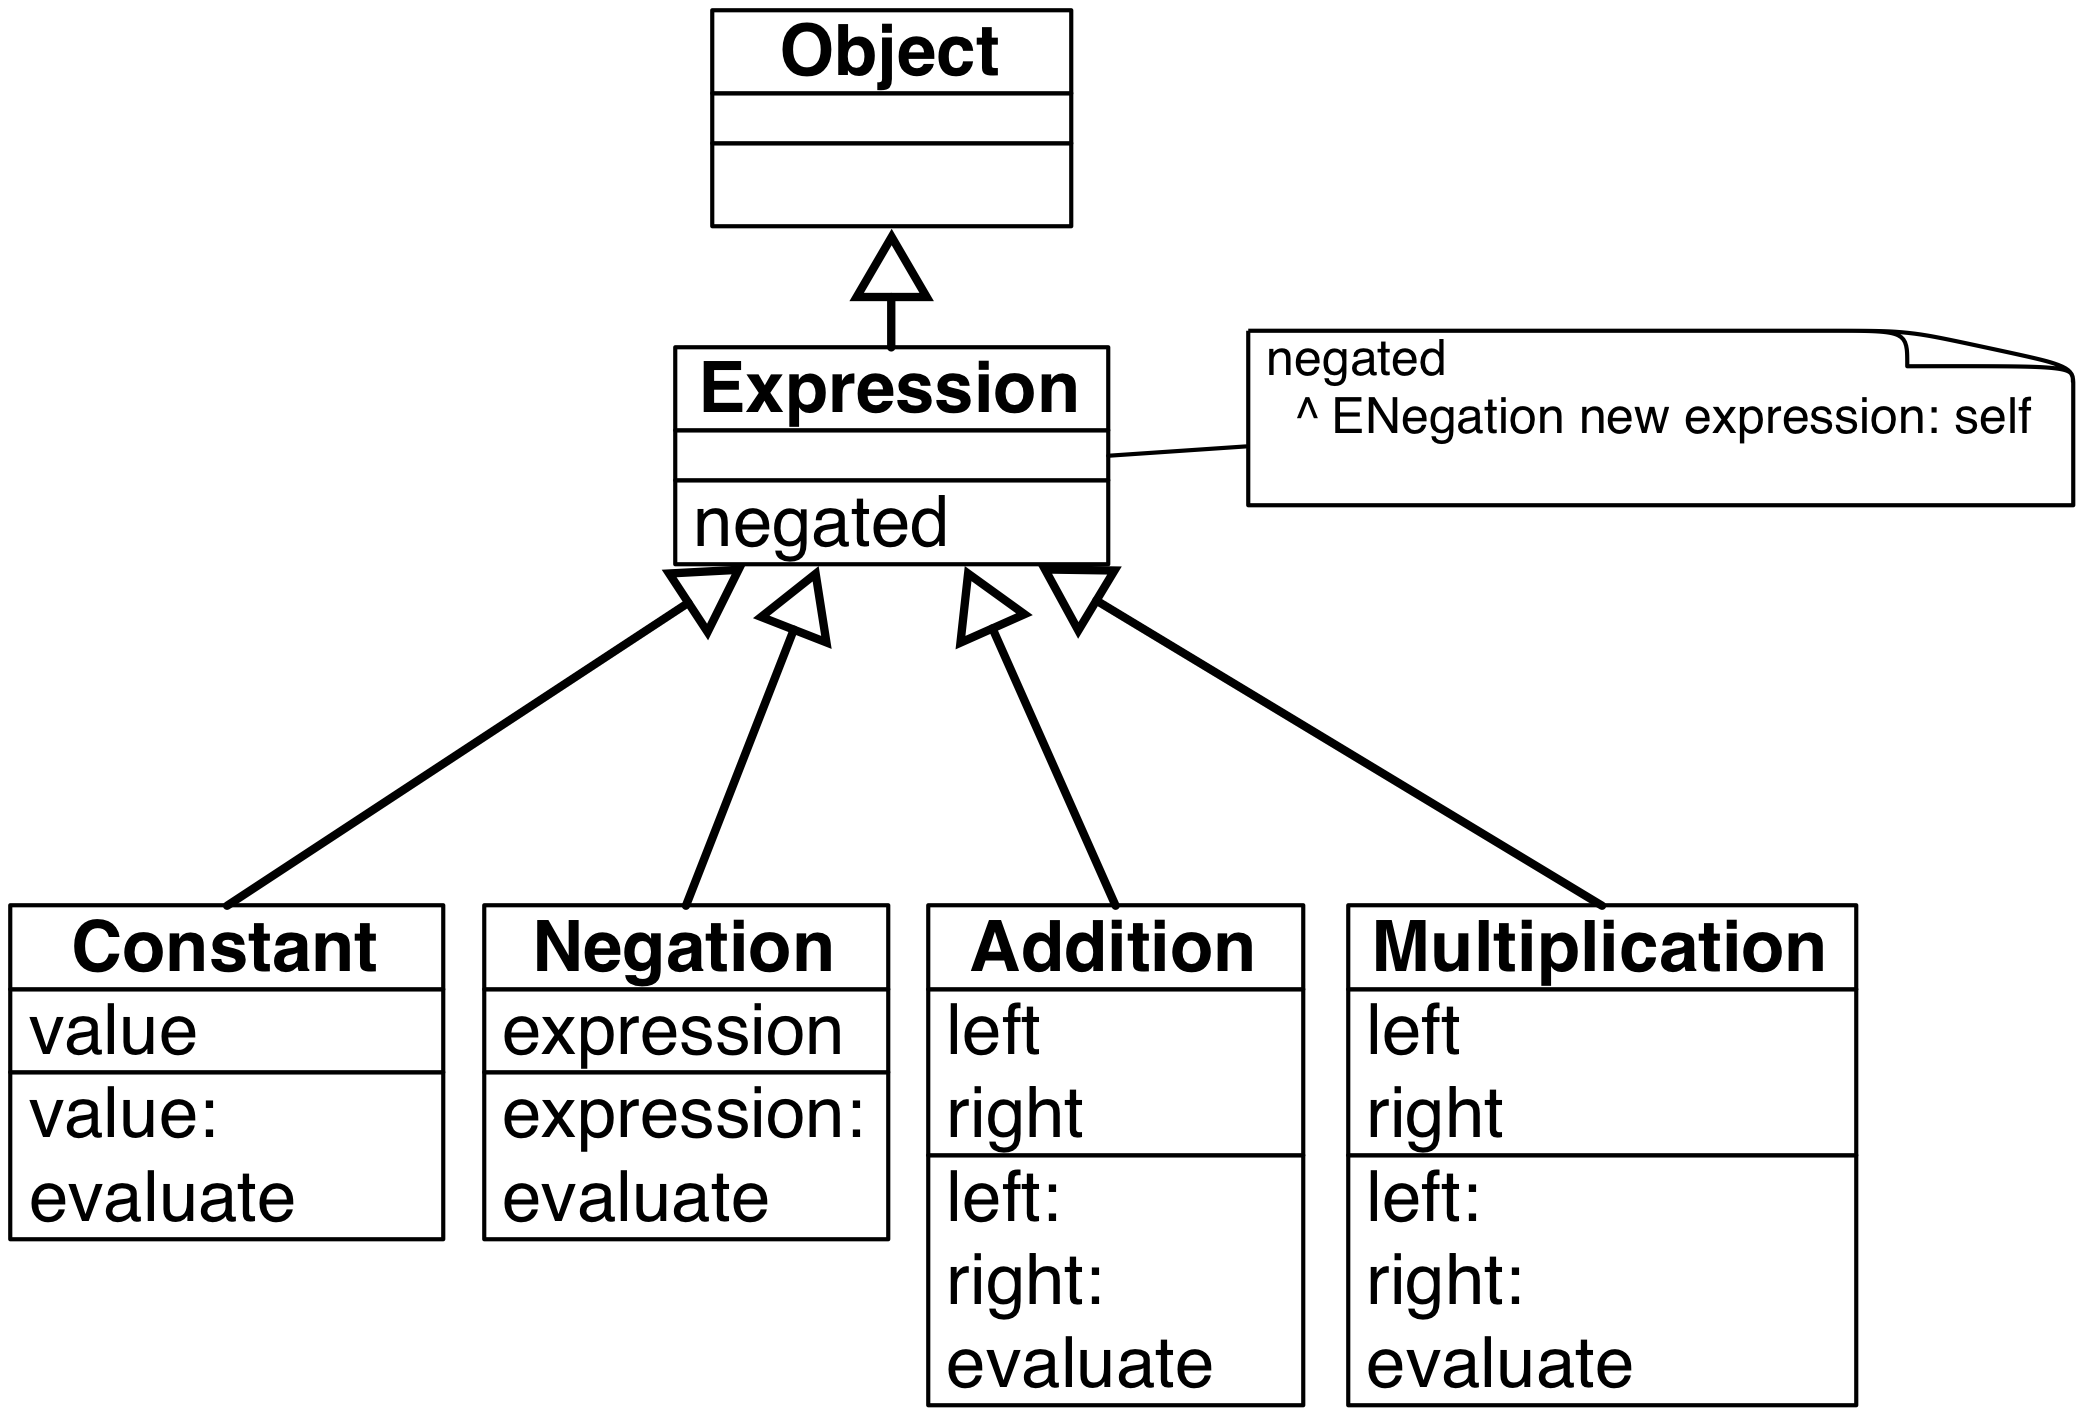 Object
Expression
negated
negated
^ ENegation new expression: self
Constant
value
value:
evaluate
Negation
expression
expression:
evaluate
Addition
left
right
left:
right:
evaluate
Multiplication
left
right
left:
right:
evaluate